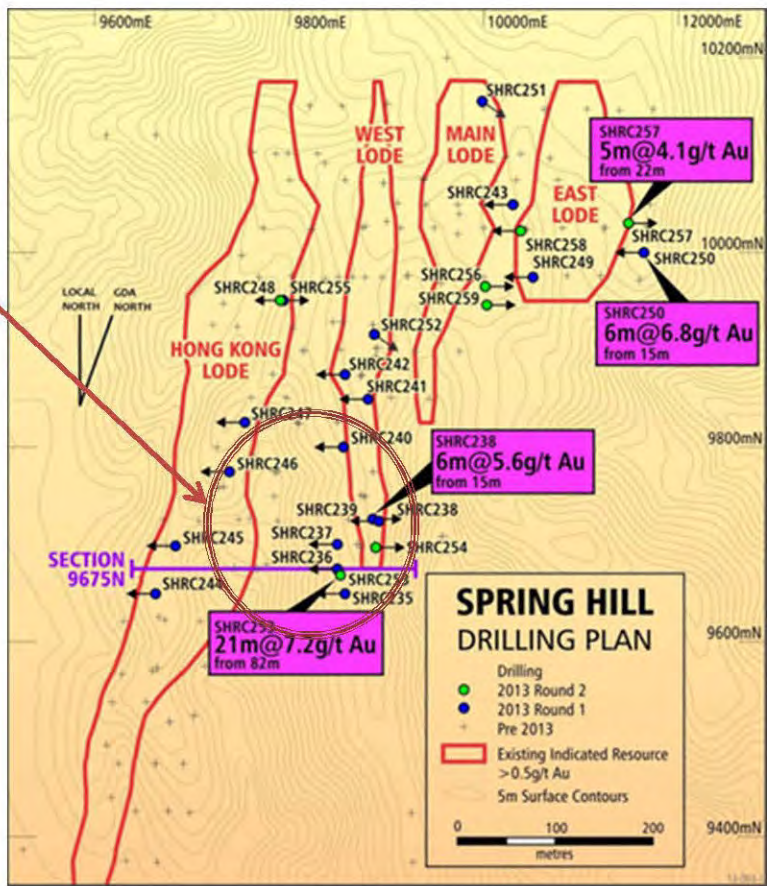 9600mE
9800mE
10000mE
12000mE
10200mN
SHRC251
WEST
LODE
MAIN
LODE
SHRC257
5m@4.1g/t Au
from 22m
SHRC243
EAST
LODE
SHRC257
10000mN
SHRC258
SHRC249
SHRC250
SHRC256
SHRC248
SHRC255
SHRC259
LOCAL
NORTH
GDA
NORTH
SHRC250
6m@6.8g/t Au
from 15m
SHRC252
HONG KONG
LODE
SHRC242
SHRC241
SHRC247
SHRC240
9800mN
SHRC238
6m@5.6g/t Au
from 15m
SHRC246
SHRC239
SHRC238
SHRC245
SHRC237
SHRC254
SECTION
9675N
SHRC236
SHRC244
SHRC253
SHRC235
SHRC253
21m@7.2g/t Au
from 82m
SPRING HILL
DRILLING PLAN
Drilling
2013 Round 2
2013 Round 1
Pre 2013
Existing Indicated Resource
>0.5g/t Au
5m Surface Contours
0 100 200
metres
9600mN
9400mN